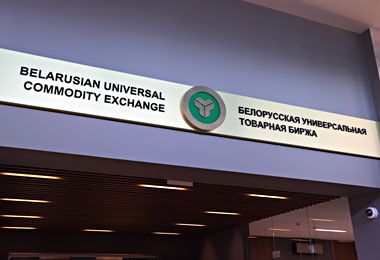 BELARUSIAN UNIVERSAL
COMMODITY EXCHANGE
БЕЛОРУССКАЯ УНИВЕРСАЛЬНАЯ
ТОВАРНАЯ БИРЖА